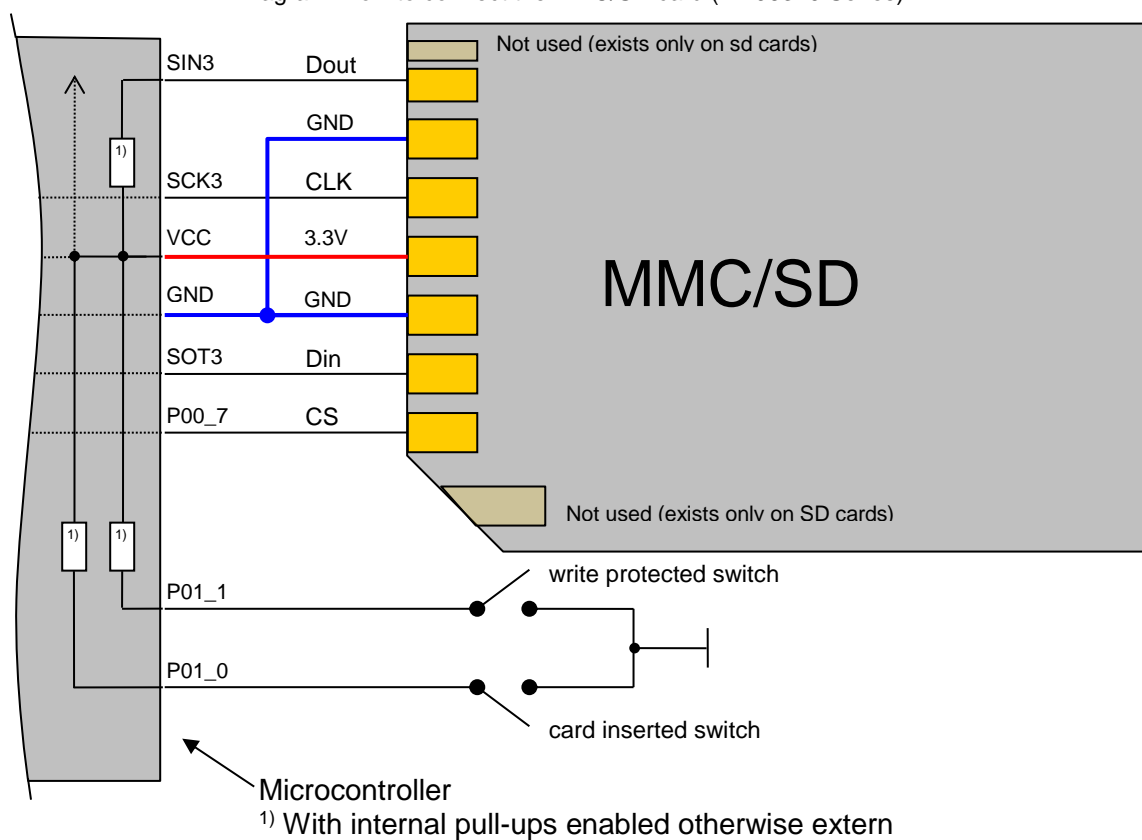 Not used (exists only on sd cards)
SIN3 Dout
GND
1)
SCK3 CLK
VCC 3.3V
MMC/SD
GND GND
SOT3 Din
P00_7 CS
Not used (exists only on SD cards)
1) 1)
write protected switch
P01_1
P01_0
card inserted switch
Microcontroller
1) With internal pull-ups enabled otherwise extern